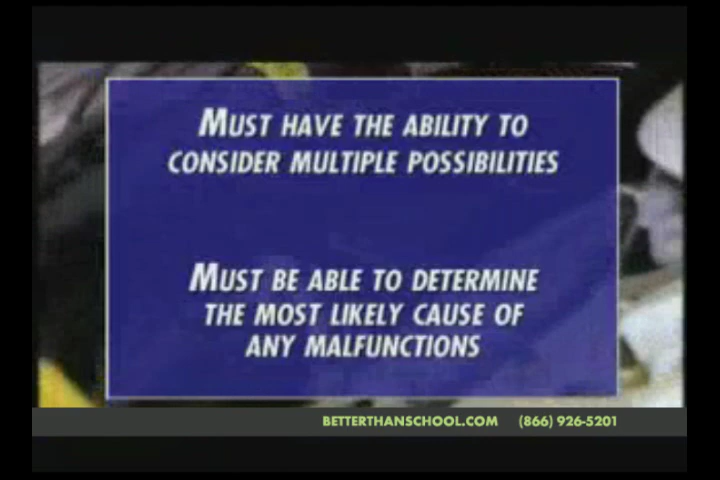 MUST HAVE THE ABILITY TO
CONSIDER MULTIPLE POSSIBILITIES
MUST BE ABLE TO DETERMINE
THE MOST LIKELY CAUSE OF
ANY MALFUNCTIONS
BETTERTHANSCHOOL.COM (866) 926-5201